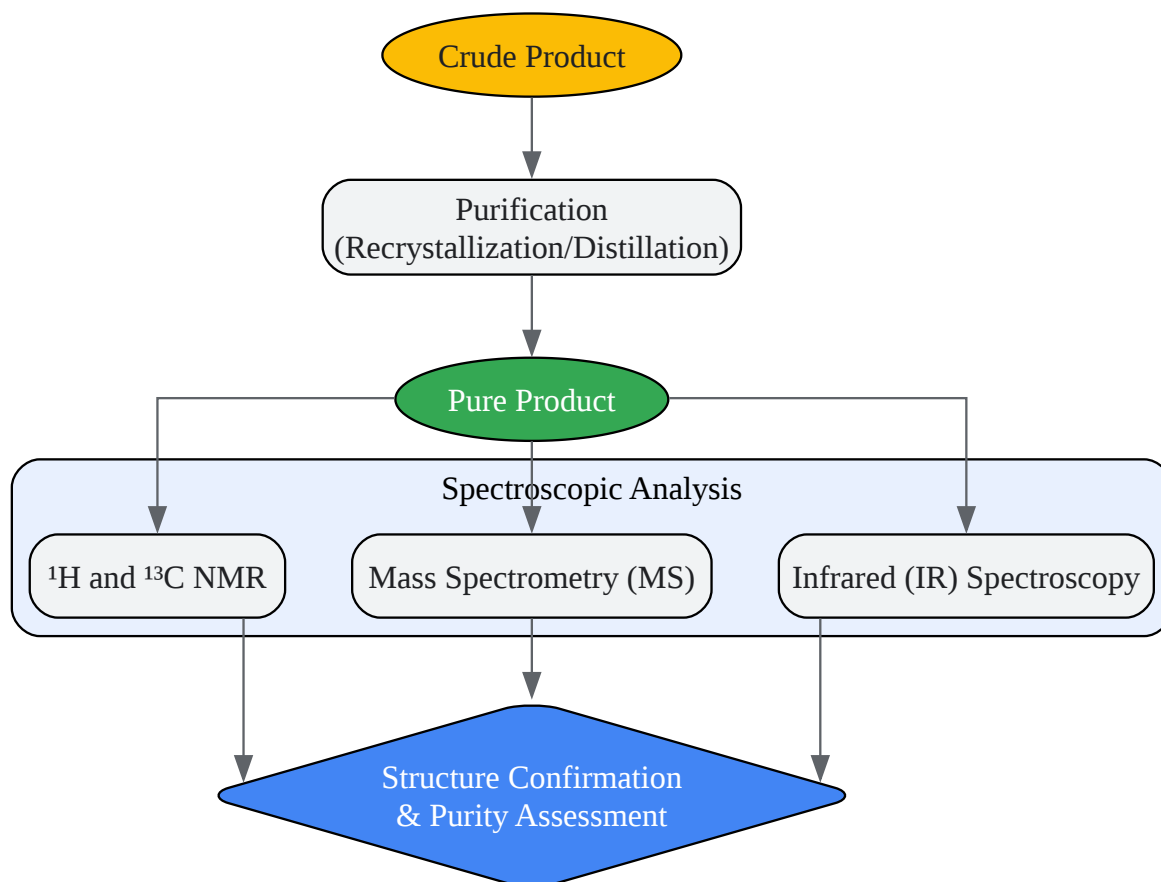 Crude Product
Purification
(Recrystallization/Distillation)
Pure Product
Spectroscopic Analysis
¹H and ¹³C NMR
Mass Spectrometry (MS)
Infrared (IR) Spectroscopy
Structure Confirmation
& Purity Assessment